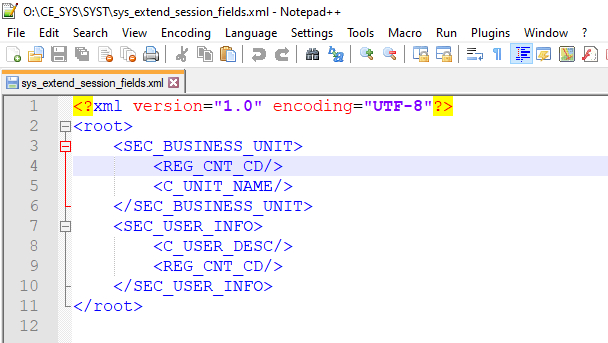 O:\CE_SYS\SYST\sys_extend_session_fields.xml - Notepad++
File Edit Search View Encoding Language Settings Tools Macro Run Plugins Window ?
sys_extend_session_fields.xml
1 <?xml version="1.0" encoding="UTF-8"?>
2 <root>
3 <SEC_BUSINESS_UNIT>
4 <REG_CNT_CD/>
5 <C_UNIT_NAME/>
6 </SEC_BUSINESS_UNIT>
7 <SEC_USER_INFO>
8 <C_USER_DESC/>
9 <REG_CNT_CD/>
10 </SEC_USER_INFO>
11 </root>
12